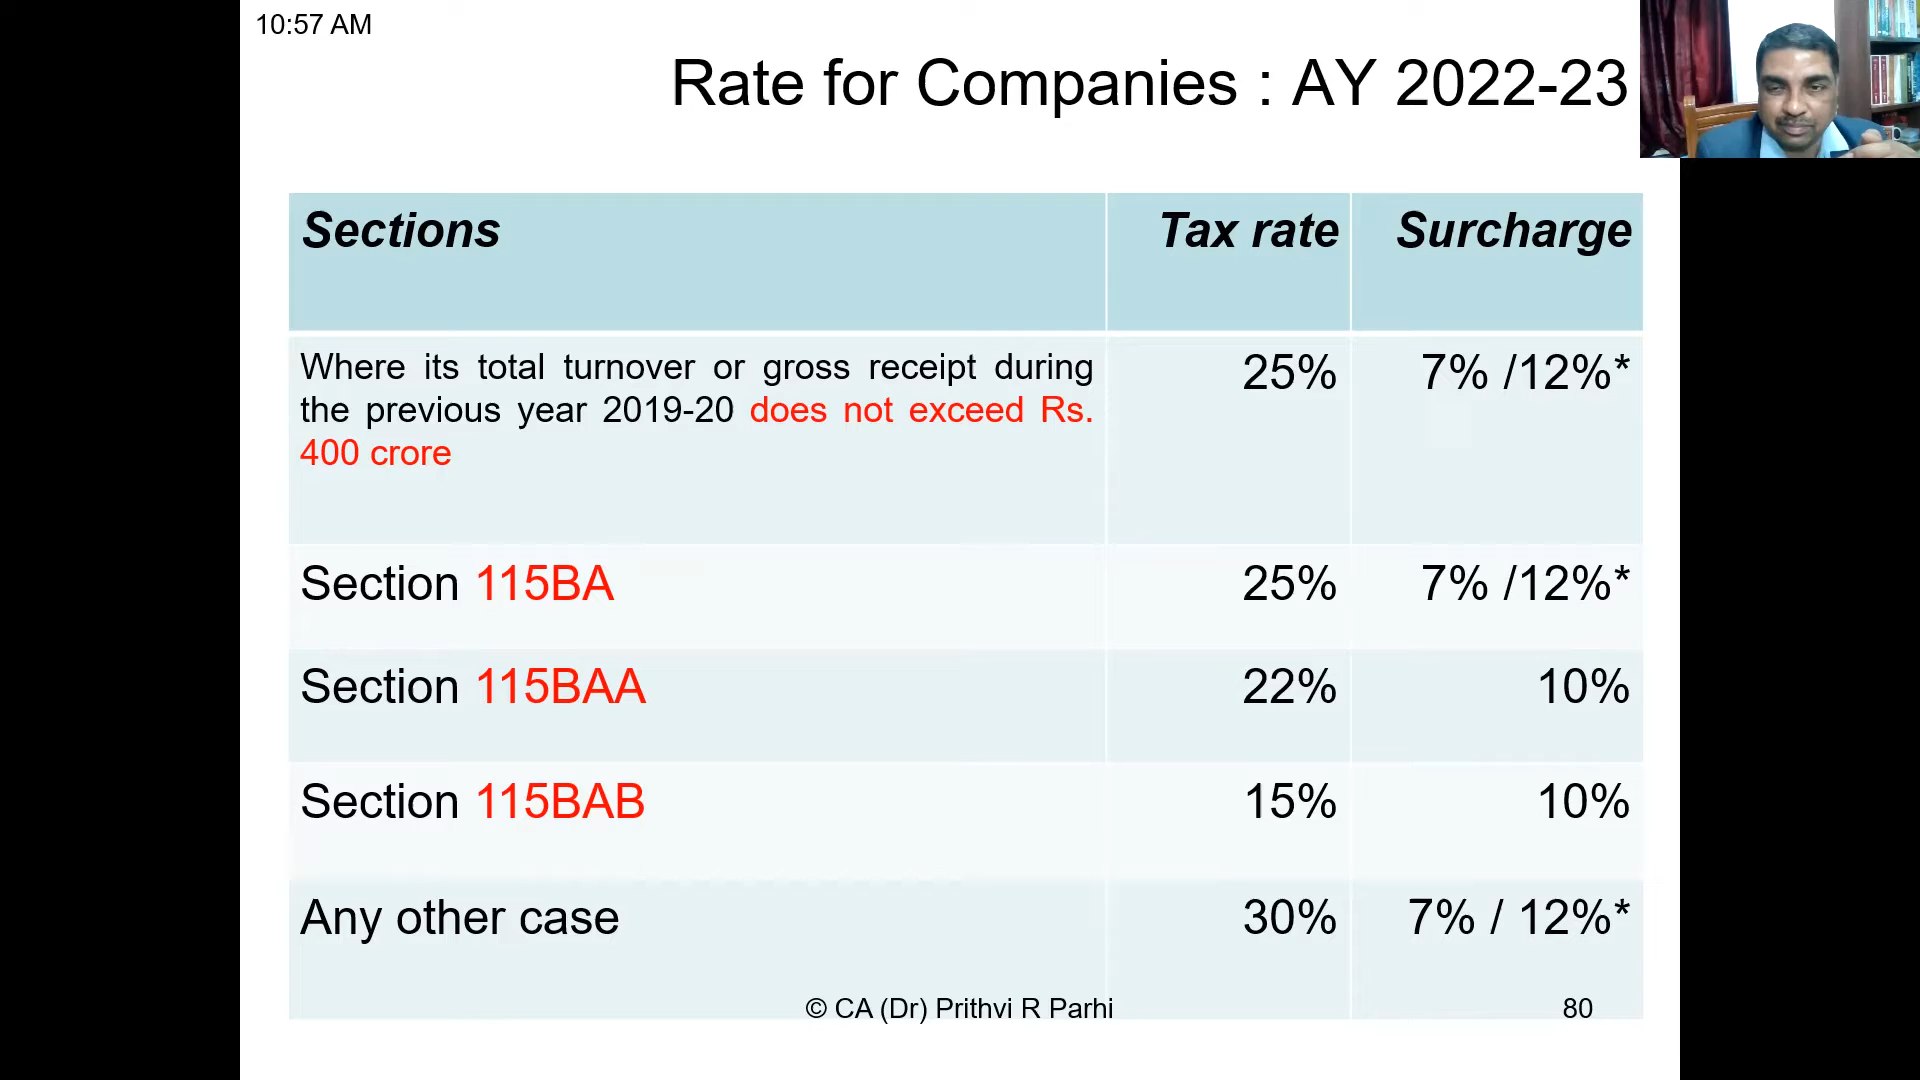 10:57 AM
Rate for Companies : AY 2022-23
Sections Tax rate Surcharge
Where its total turnover or gross receipt during 25% 7% /12%*
the previous year 2019-20 does not exceed Rs.
400 crore
Section 115BA 25% 7% /12%*
Section 115BAA 22% 10%
Section 115BAB 15% 10%
Any other case 30% 7% / 12%*
© CA (Dr) Prithvi R Parhi 80